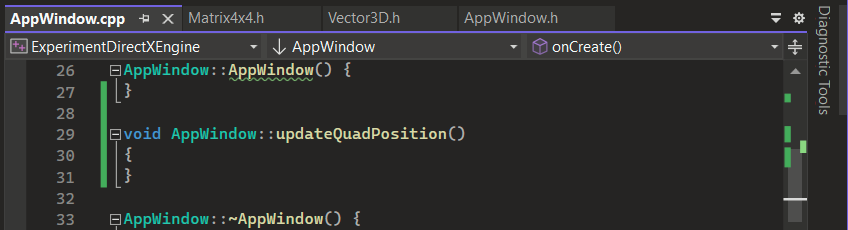 AppWindow.cpp Matrix4x4.h Vector3D.h AppWindow.h
ExperimentDirectXEngine AppWindow onCreate()
26 AppWindow::AppWindow() {
27 }
28
29 void AppWindow::updateQuadPosition()
30 {
31 }
32
33 AppWindow::~AppWindow() {
Diagnostic Tools